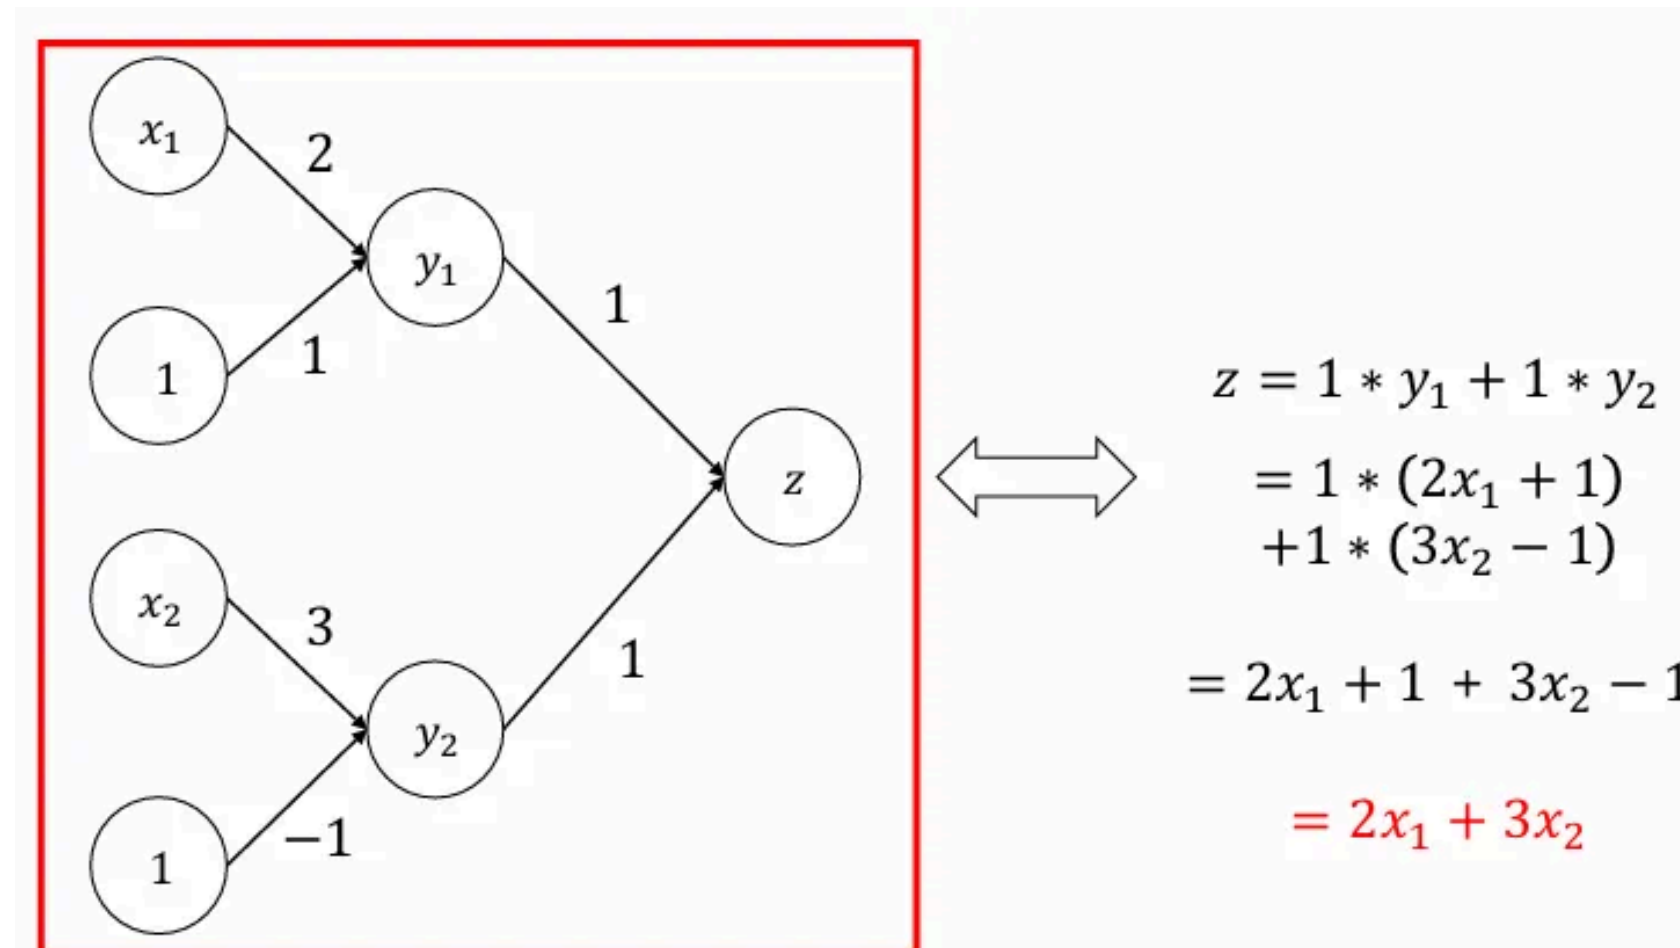 x₁
2
y₁
1
1
1
z
x₂
3
y₂
1
1
−1
z = 1 ∗ y₁ + 1 ∗ y₂
= 1 ∗ (2x₁ + 1)
+1 ∗ (3x₂ − 1)
= 2x₁ + 1 + 3x₂ − 1
= 2x₁ + 3x₂